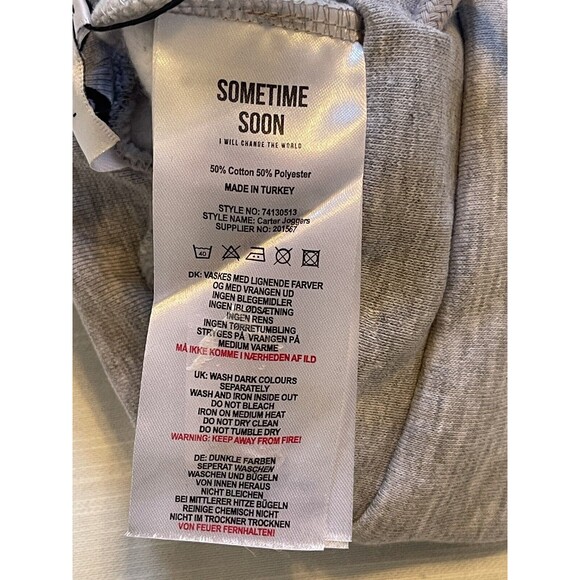 SOMETIME
SOON
I WILL CHANGE THE WORLD
50% Cotton 50% Polyester
MADE IN TURKEY
STYLE NO: 74130513
STYLE NAME: Carter Joggers
SUPPLIER NO: 201567
40
DK: VASKES MED LIGNENDE FARVER
OG MED VRANGEN UD
INGEN BLEGEMIDLER
INGEN IBLØDSÆTNING
INGEN RENS
INGEN TØRRETUMBLING
STRYGES PÅ VRANGEN PÅ
MEDIUM VARME
MÅ IKKE KOMME I NÆRHEDEN AF ILD
UK: WASH DARK COLOURS
SEPARATELY
WASH AND IRON INSIDE OUT
DO NOT BLEACH
IRON ON MEDIUM HEAT
DO NOT DRY CLEAN
DO NOT TUMBLE DRY
WARNING: KEEP AWAY FROM FIRE!
DE: DUNKLE FARBEN
SEPERAT WASCHEN
WASCHEN UND BÜGELN
VON INNEN HERAUS
NICHT BLEICHEN
BEI MITTLERER HITZE BÜGELN
REINIGE CHEMISCH NICHT
NICHT IM TROCKNER TROCKNEN
VON FEUER FERNHALTEN!